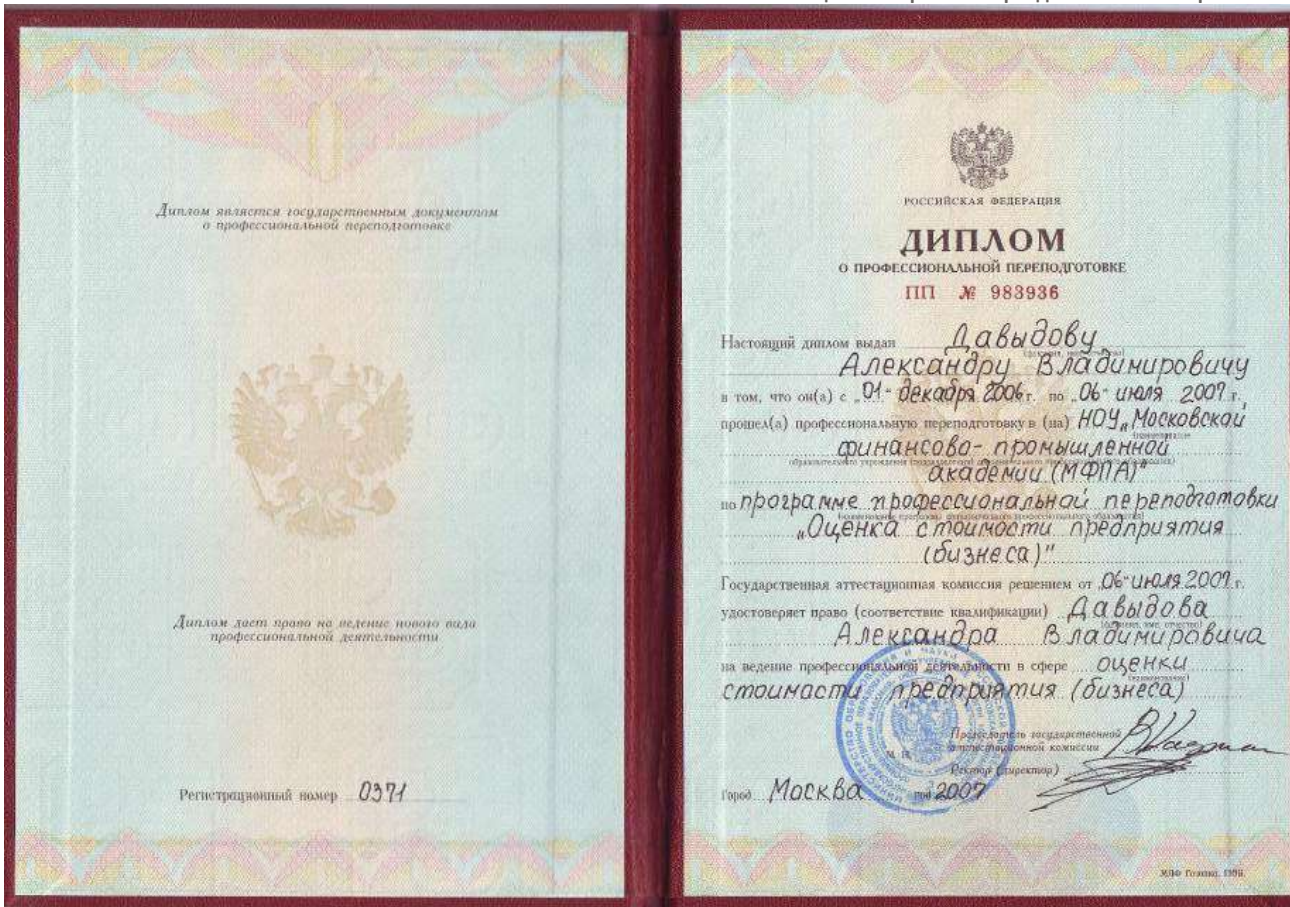 Диплом является государственным документом
о профессиональной переподготовке
Диплом дает право на ведение нового вида
профессиональной деятельности
Регистрационный номер 0371
РОССИЙСКАЯ ФЕДЕРАЦИЯ
ДИПЛОМ
О ПРОФЕССИОНАЛЬНОЙ ПЕРЕПОДГОТОВКЕ
ПП № 983936
Настоящий диплом выдан Давыдову
Александру Владимировичу
в том, что он(а) с „01" декабря 2006 г. по „06" июля 2007 г.
прошел(а) профессиональную переподготовку в (на) НОУ „Московской
финансово-промышленной
академии (МФПА)"
по программе профессиональной переподготовки
„Оценка стоимости предприятия
(бизнеса)"
Государственная аттестационная комиссия решением от „06" июля 2007 г.
удостоверяет право (соответствие квалификации) Давыдова
(фамилия, имя, отчество)
Александра Владимировича
на ведение профессиональной деятельности в сфере оценки
(наименование)
стоимости предприятия (бизнеса)
Председатель государственной
аттестационной комиссии
М. П.
Ректор (директор)
Город Москва год 2007